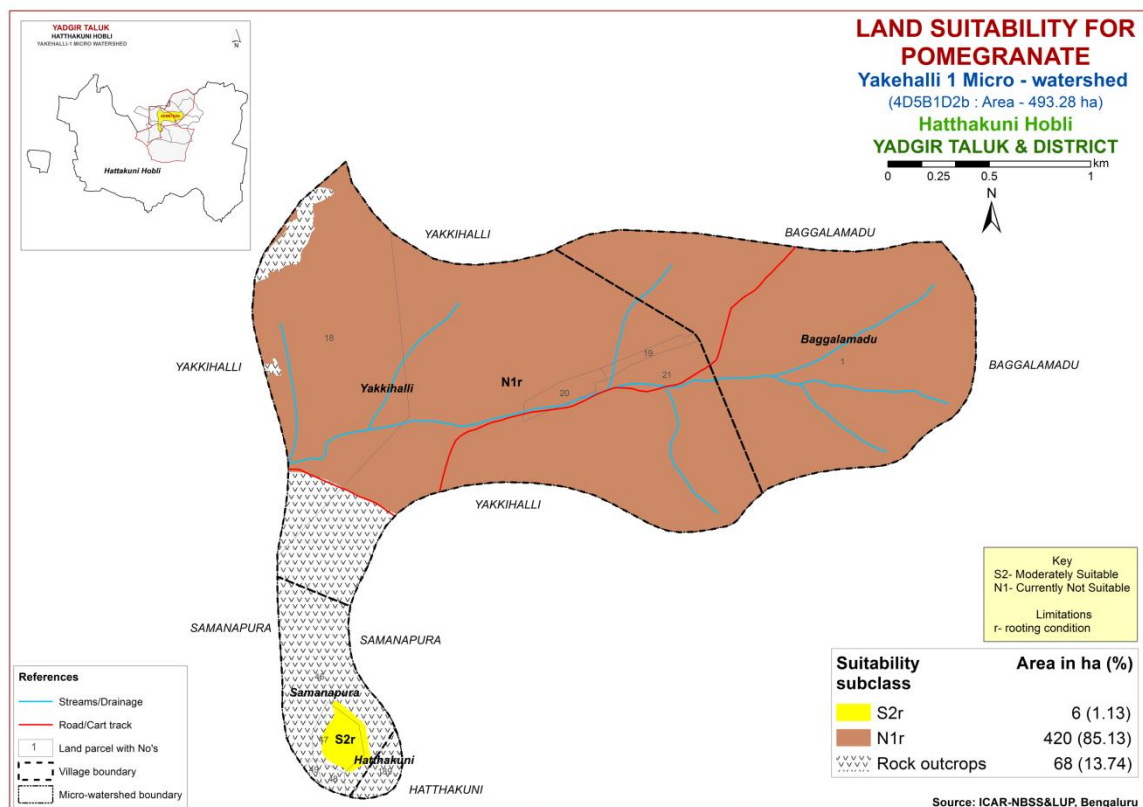 YADGIR TALUK
HATTHAKUNI HOBLI
YAKEHALLI-1 MICRO WATERSHED
N
Hattakuni Hobli
LAND SUITABILITY FOR
POMEGRANATE
Yakehalli 1 Micro - watershed
(4D5B1D2b : Area - 493.28 ha)
Hatthakuni Hobli
YADGIR TALUK & DISTRICT
km
0 0.25 0.5 1
N
YAKKIHALLI
BAGGALAMADU
18
19
Baggalamadu
1
YAKKIHALLI
BAGGALAMADU
Yakkihalli
N1r
20
21
YAKKIHALLI
SAMANAPURA
SAMANAPURA
46
Samanapura
47
S2r
Hatthakuni
49
48
HATTHAKUNI
Key
S2- Moderately Suitable
N1- Currently Not Suitable
Limitations
r- rooting condition
References
Streams/Drainage
Road/Cart track
1 Land parcel with No's
Village boundary
Micro-watershed boundary
Suitability subclass Area in ha (%)
S2r 6 (1.13)
N1r 420 (85.13)
Rock outcrops 68 (13.74)
Source: ICAR-NBSS&LUP, Bengaluru